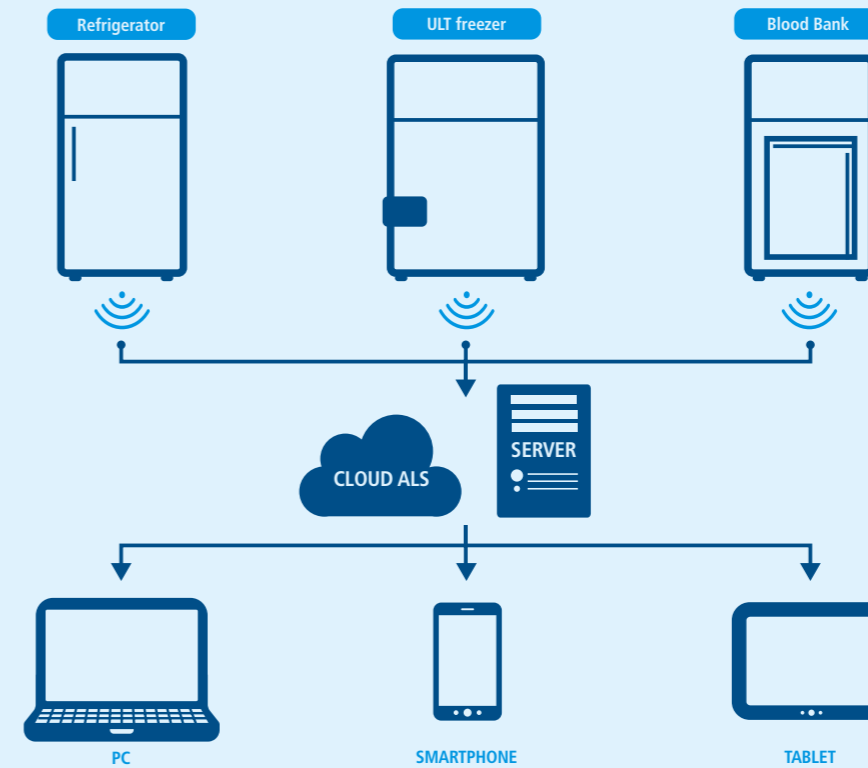 Refrigerator
ULT freezer
Blood Bank
CLOUD ALS
SERVER
PC
SMARTPHONE
TABLET